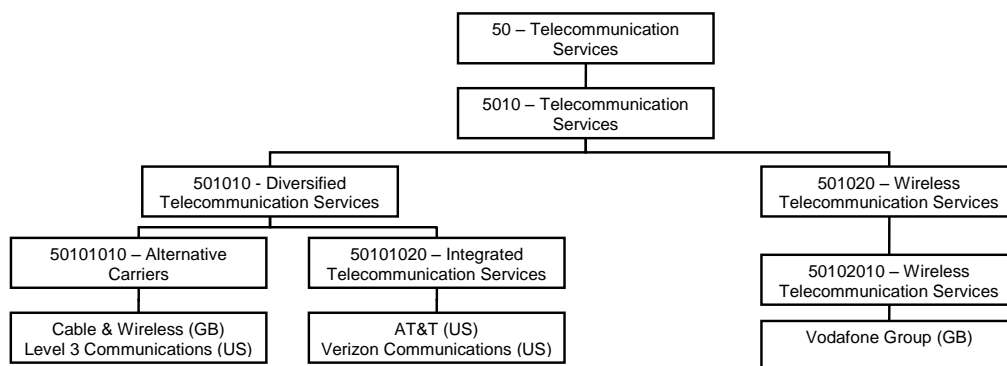 50 – Telecommunication
Services
5010 – Telecommunication
Services
501010 - Diversified
Telecommunication Services
501020 – Wireless
Telecommunication Services
50101010 – Alternative
Carriers
50101020 – Integrated
Telecommunication Services
50102010 – Wireless
Telecommunication Services
Cable & Wireless (GB)
Level 3 Communications (US)
AT&T (US)
Verizon Communications (US)
Vodafone Group (GB)